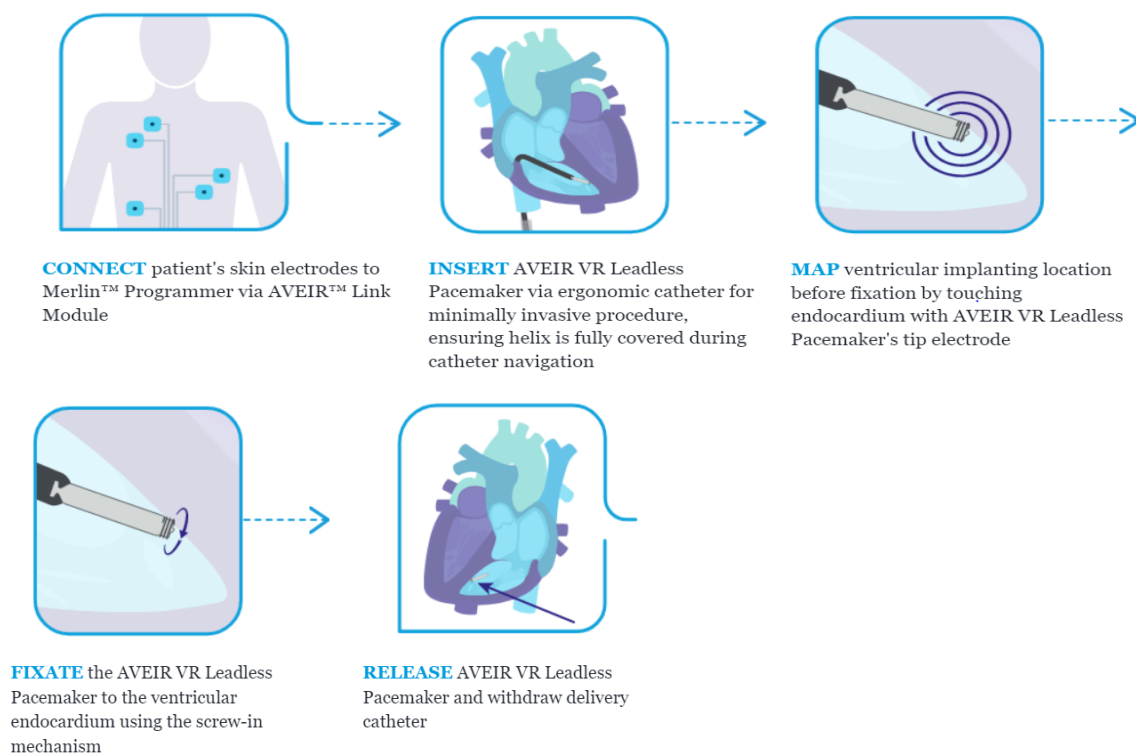 CONNECT patient's skin electrodes to
Merlin™ Programmer via AVEIR™ Link
Module
INSERT AVEIR VR Leadless
Pacemaker via ergonomic catheter for
minimally invasive procedure,
ensuring helix is fully covered during
catheter navigation
MAP ventricular implanting location
before fixation by touching
endocardium with AVEIR VR Leadless
Pacemaker's tip electrode
FIXATE the AVEIR VR Leadless
Pacemaker to the ventricular
endocardium using the screw-in
mechanism
RELEASE AVEIR VR Leadless
Pacemaker and withdraw delivery
catheter